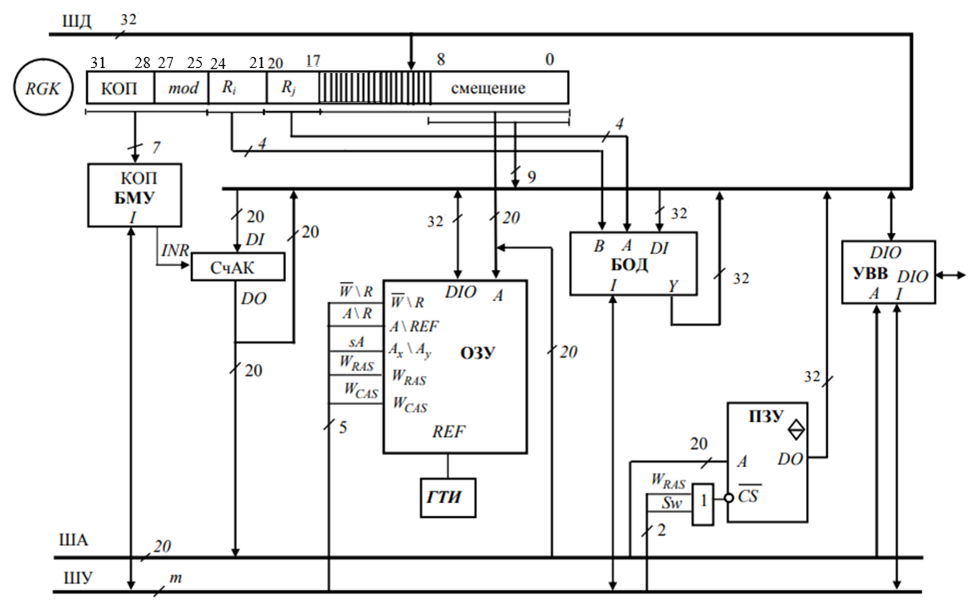 ШД 32
31 28 27 25 24 21 20 17 8 0
RGK КОП mod Ri Rj смещение
7 4 4 9
КОП
БМУ
I
INR
20 20
DI
СчАК
DO
20
32 20
DIO A
W̅ \ R W̅ \ R
A \ R A \ REF
sA Ax \ Ay
ОЗУ
WRAS WRAS
WCAS WCAS
5
REF
ГТИ
20
32
B A DI
БОД
I Y
32
DIO
УВВ DIO
A I
32
ПЗУ
20 A DO
WRAS
Sw 1 C̅S̅
2
ША 20
ШУ m